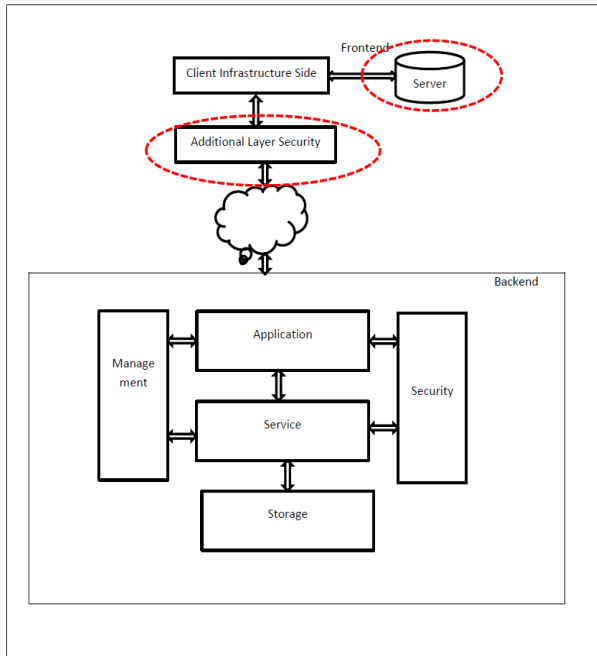 Frontend
Client Infrastructure Side
Server
Additional Layer Security
Backend
Application
Manage
ment
Security
Service
Storage